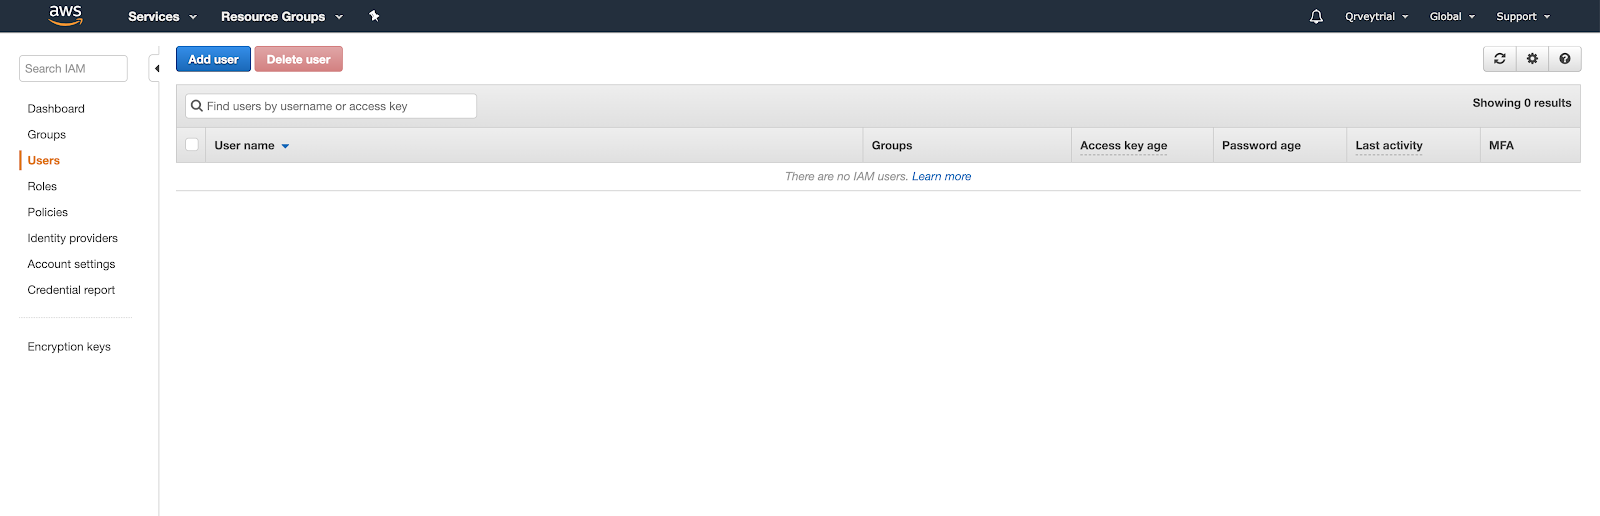 aws Services Resource Groups Qrveytrial Global Support
Search IAM
Dashboard
Groups
Users
Roles
Policies
Identity providers
Account settings
Credential report
Encryption keys
Add user Delete user
Find users by username or access key Showing 0 results
User name Groups Access key age Password age Last activity MFA
There are no IAM users. Learn more